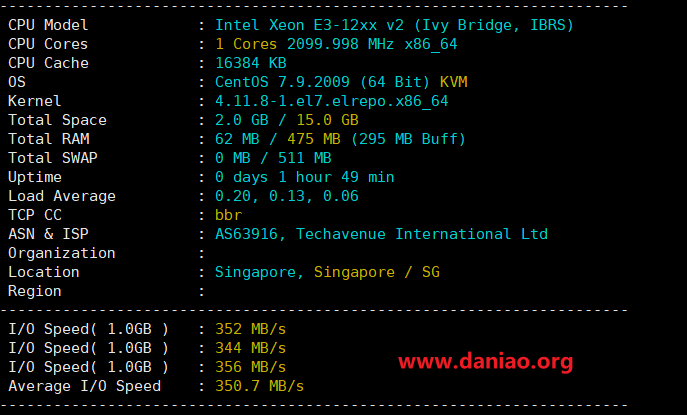 ----------------------------------------------------------------------
CPU Model            : Intel Xeon E3-12xx v2 (Ivy Bridge, IBRS)
CPU Cores            : 1 Cores 2099.998 MHz x86_64
CPU Cache            : 16384 KB
OS                   : CentOS 7.9.2009 (64 Bit) KVM
Kernel               : 4.11.8-1.el7.elrepo.x86_64
Total Space          : 2.0 GB / 15.0 GB
Total RAM            : 62 MB / 475 MB (295 MB Buff)
Total SWAP           : 0 MB / 511 MB
Uptime               : 0 days 1 hour 49 min
Load Average         : 0.20, 0.13, 0.06
TCP CC               : bbr
ASN & ISP            : AS63916, Techavenue International Ltd
Organization         :
Location             : Singapore, Singapore / SG
Region               :
----------------------------------------------------------------------
I/O Speed( 1.0GB )   : 352 MB/s
I/O Speed( 1.0GB )   : 344 MB/s
I/O Speed( 1.0GB )   : 356 MB/s
Average I/O Speed    : 350.7 MB/s
www.daniao.org
----------------------------------------------------------------------